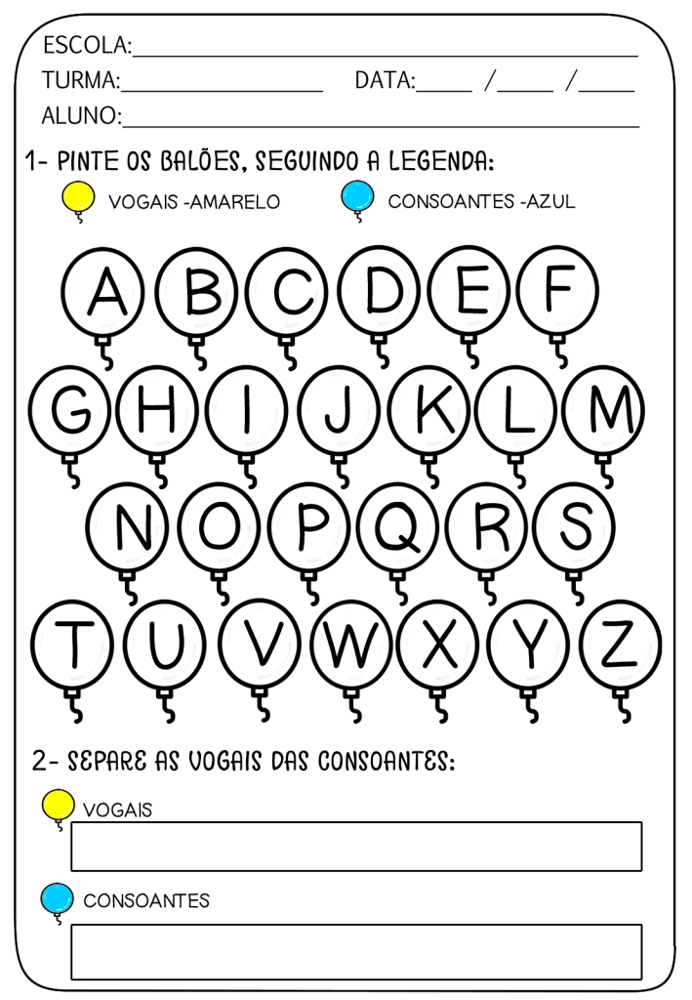 ESCOLA:
TURMA: DATA: / /
ALUNO:
1- PINTE OS BALÕES, SEGUINDO A LEGENDA:
VOGAIS -AMARELO CONSOANTES -AZUL
A B C D E F
G H I J K L M
N O P Q R S
T U V W X Y Z
2- SEPARE AS VOGAIS DAS CONSOANTES:
VOGAIS
CONSOANTES